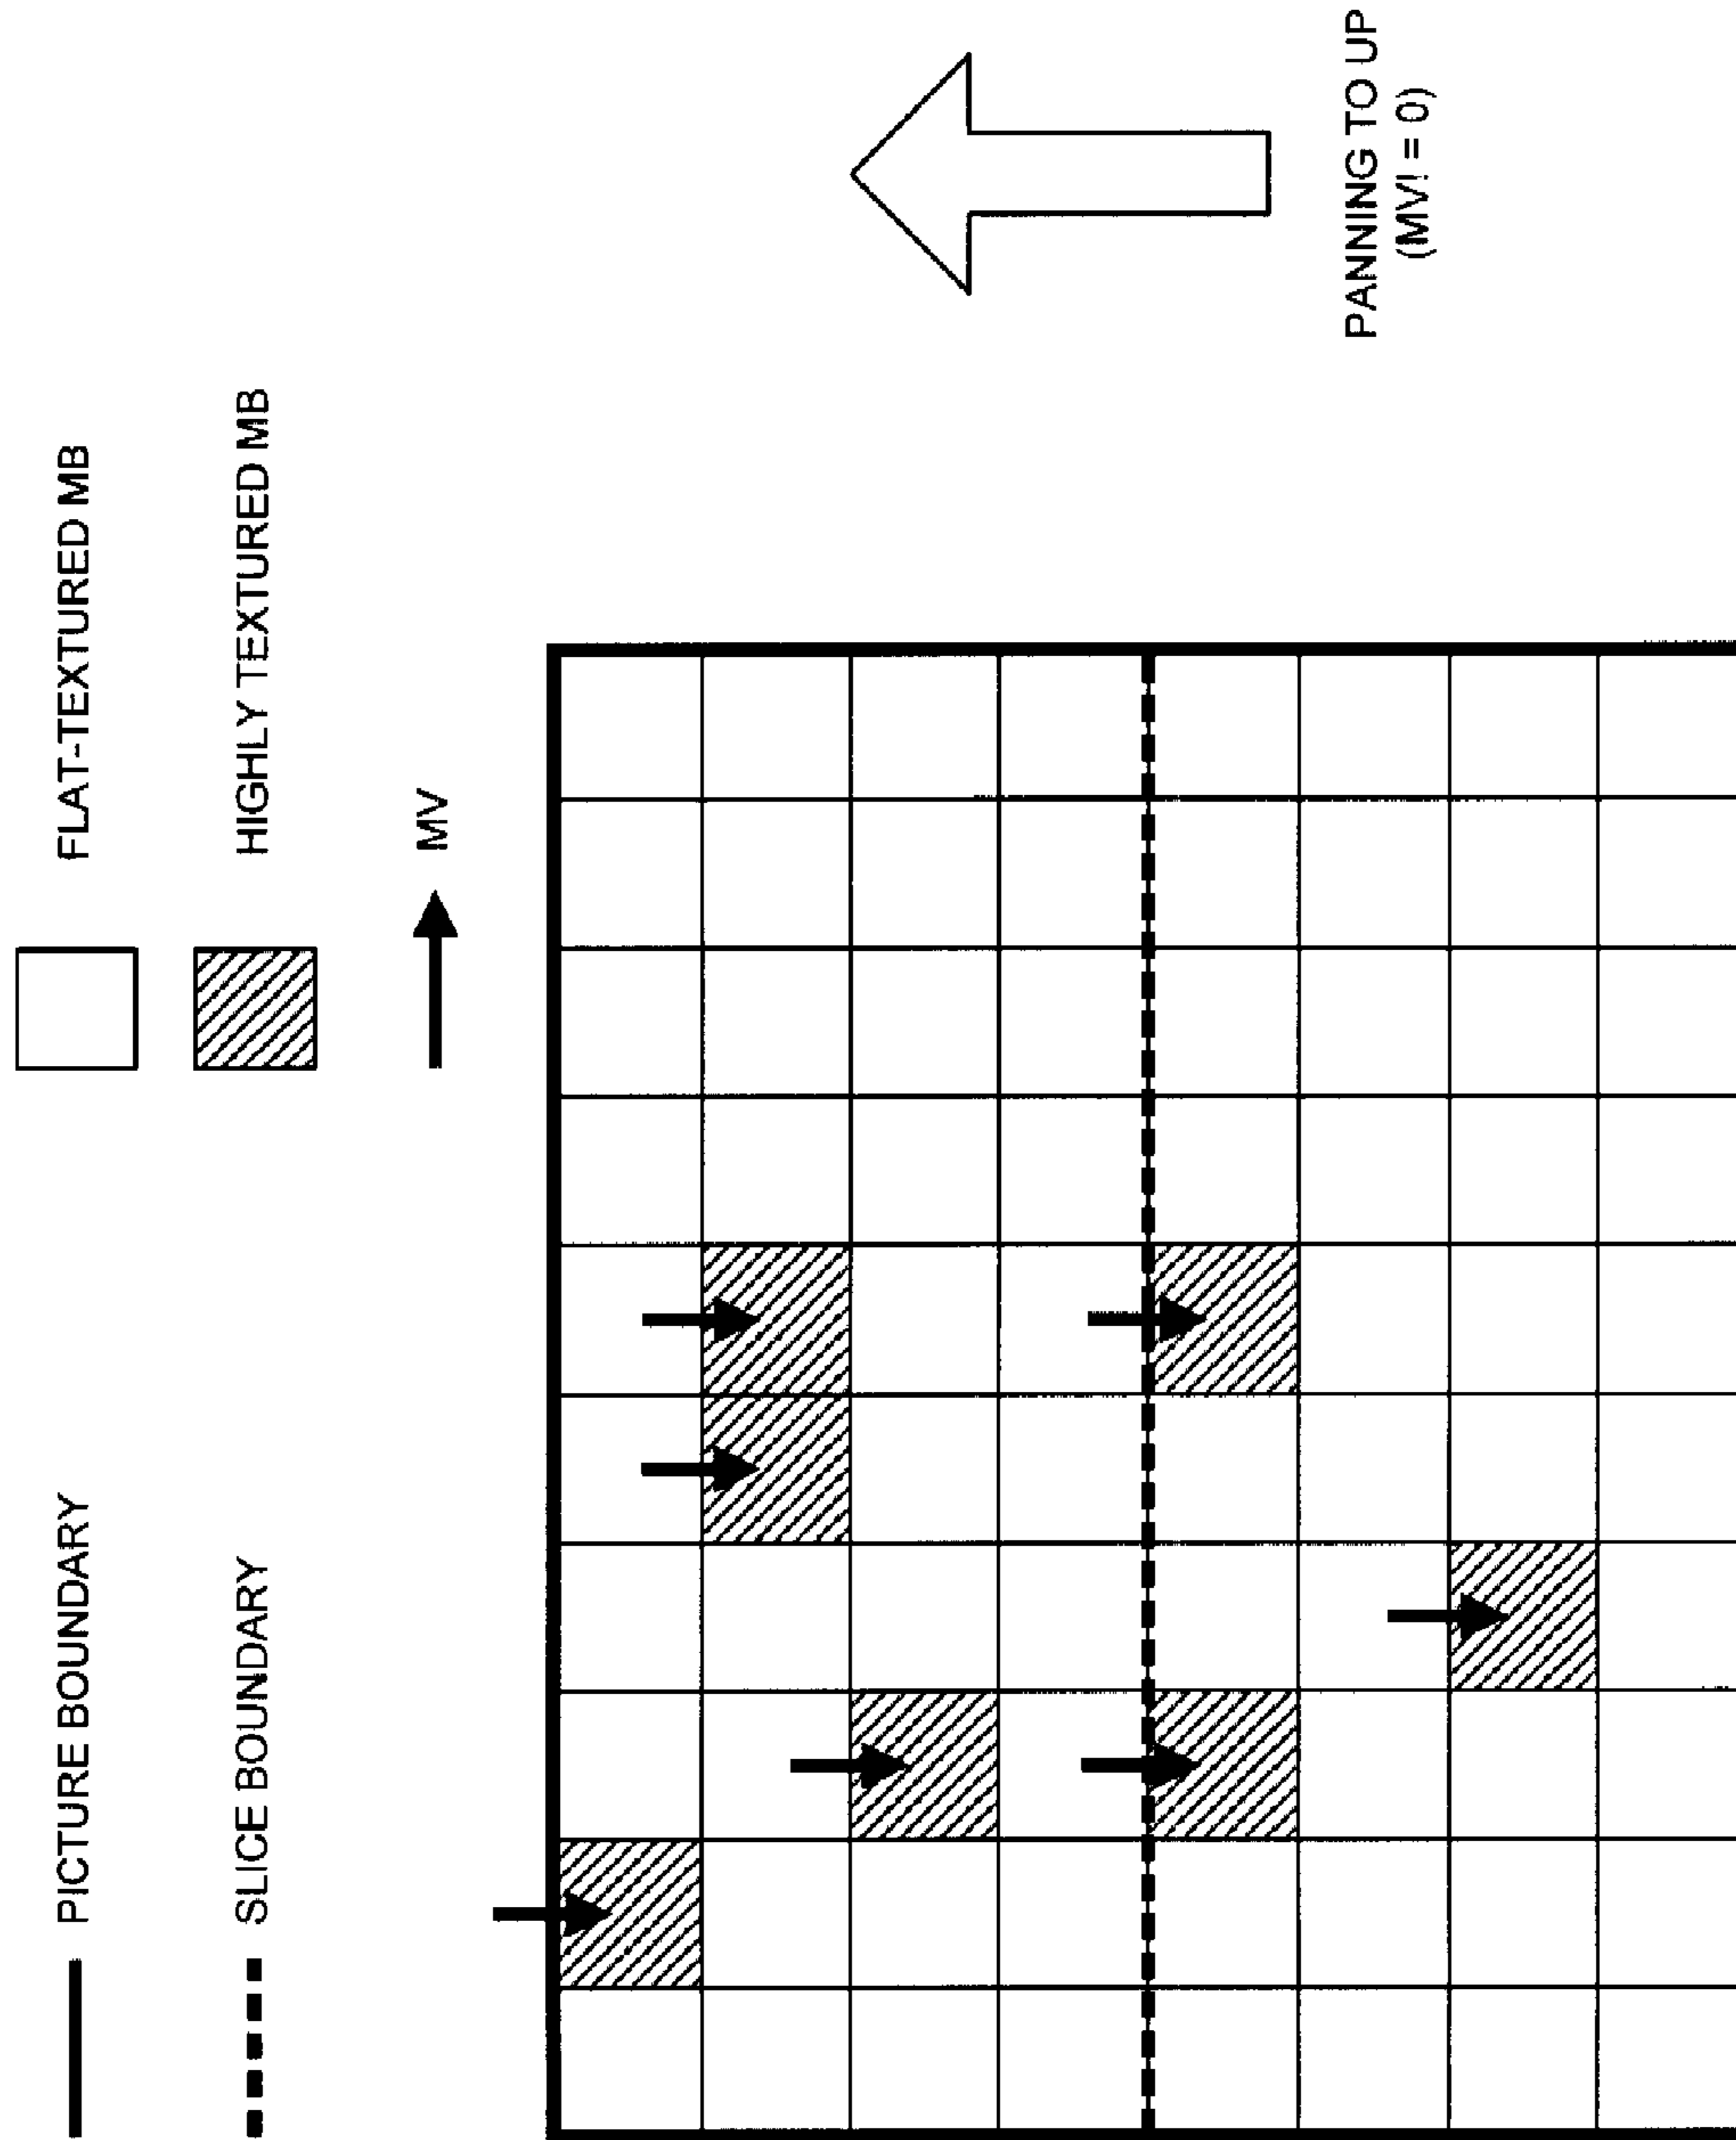 PICTURE BOUNDARY
SLICE BOUNDARY
FLAT-TEXTURED MB
HIGHLY TEXTURED MB
MV
PANNING TO UP
(MV! = 0)